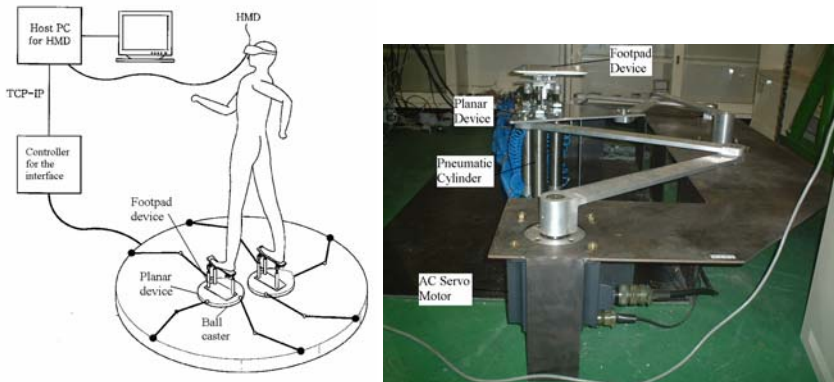 HMD
Host PC
for HMD
TCP-IP
Controller
for the
interface
Footpad
device
Planar
device
Ball
caster
Footpad
Device
Planar
Device
Pneumatic
Cylinder
AC Servo
Motor